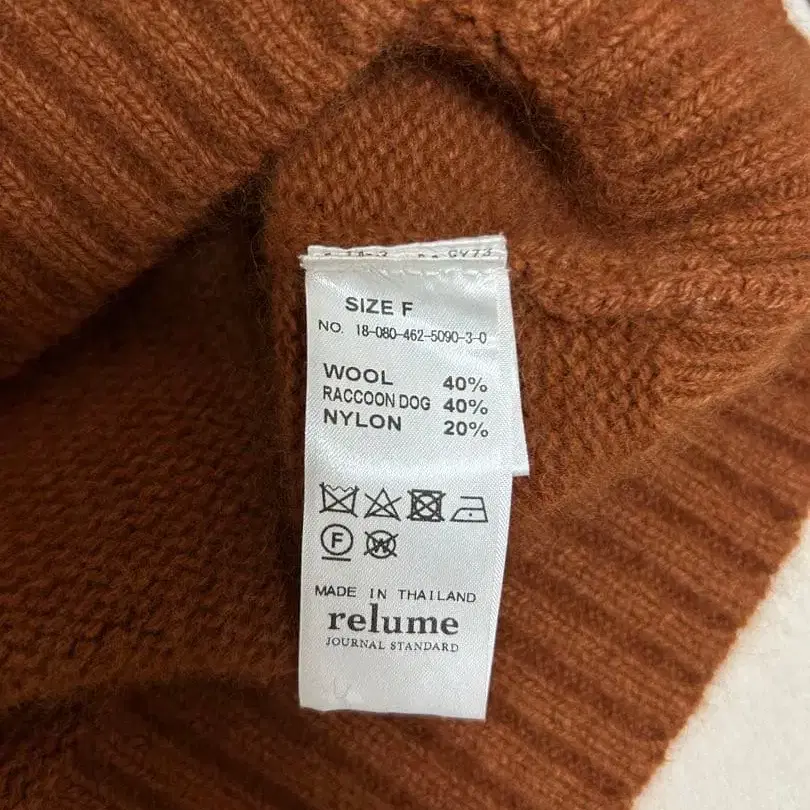 SIZE F
NO. 18-080-462-5090-3-0
WOOL 40%
RACCOON DOG 40%
NYLON 20%
F W
MADE IN THAILAND
relume
JOURNAL STANDARD